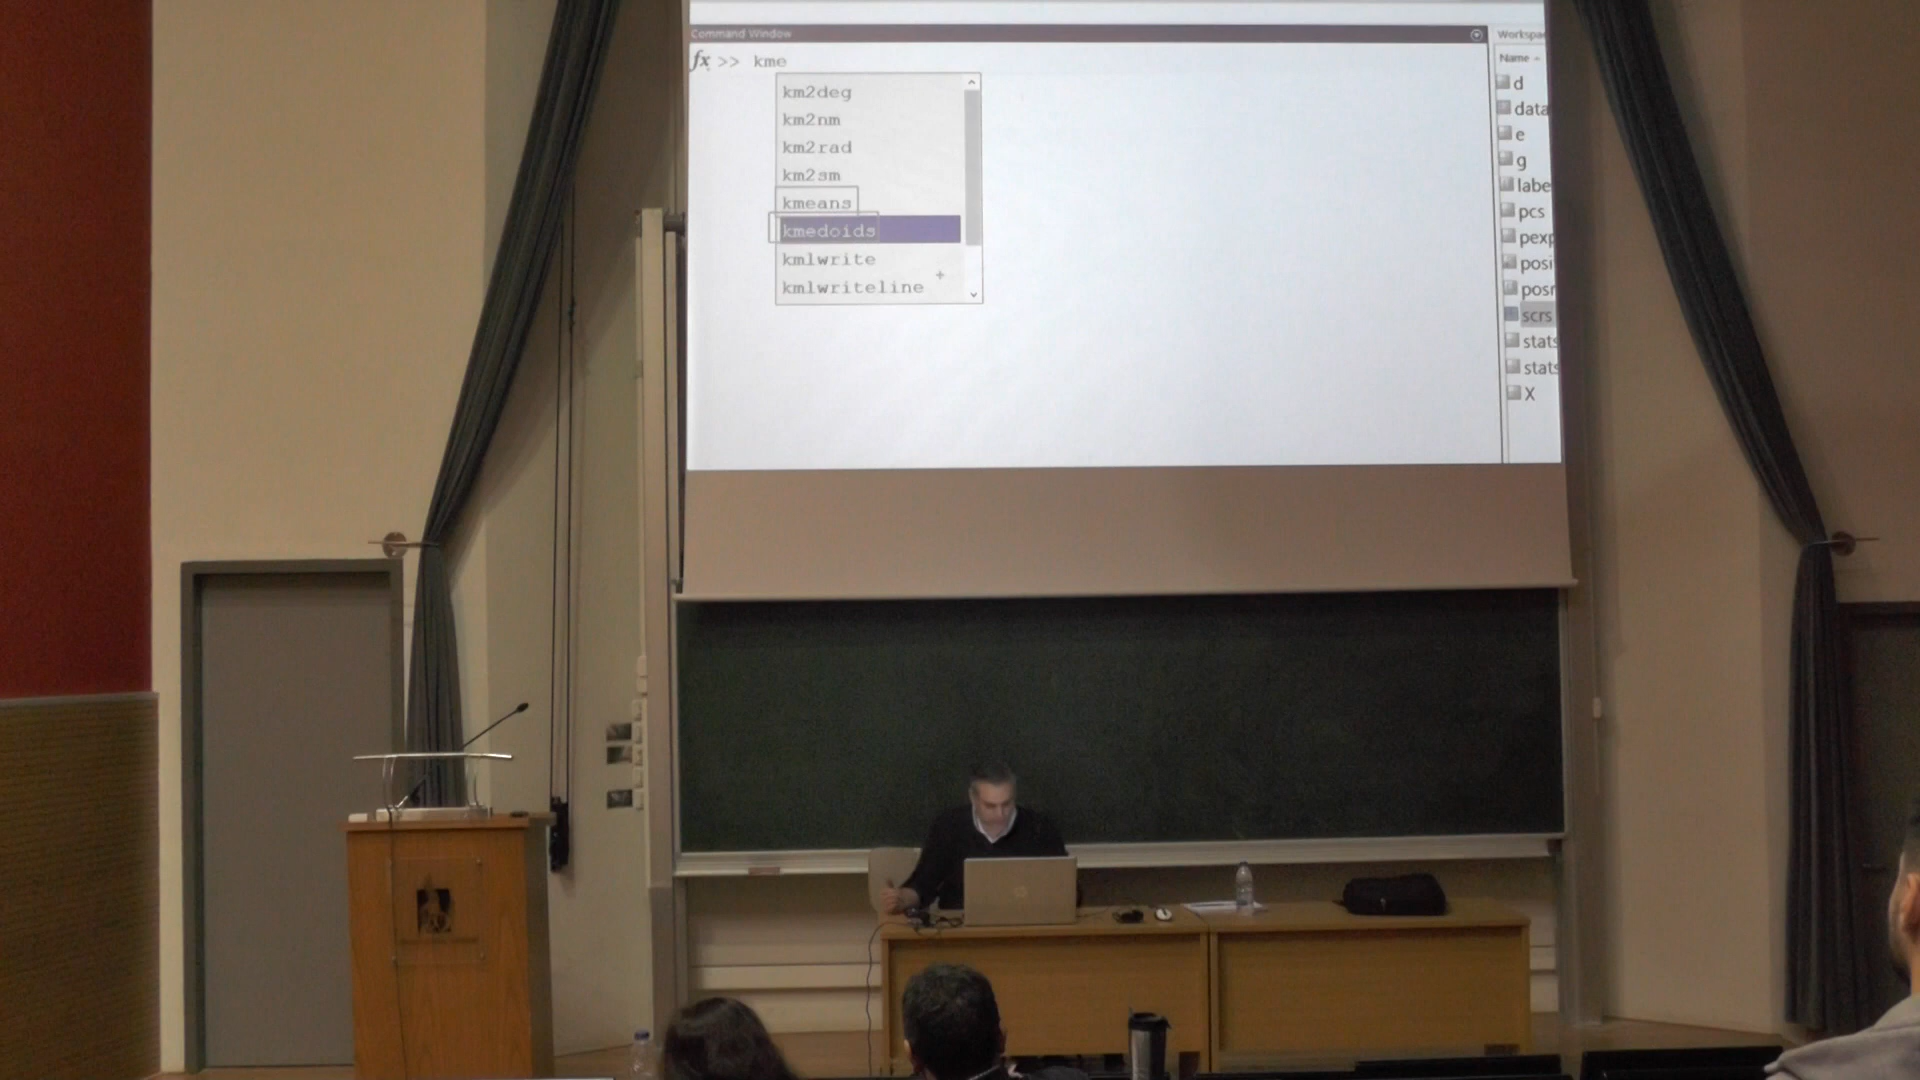 Command Window
fx >> kme
km2deg
km2nm
km2rad
km2sm
kmeans
kmedoids
kmlwrite
kmlwriteline
Workspa
Name
d
data
e
g
labe
pcs
pexp
posi
posr
scrs
stats
stats
X
hp